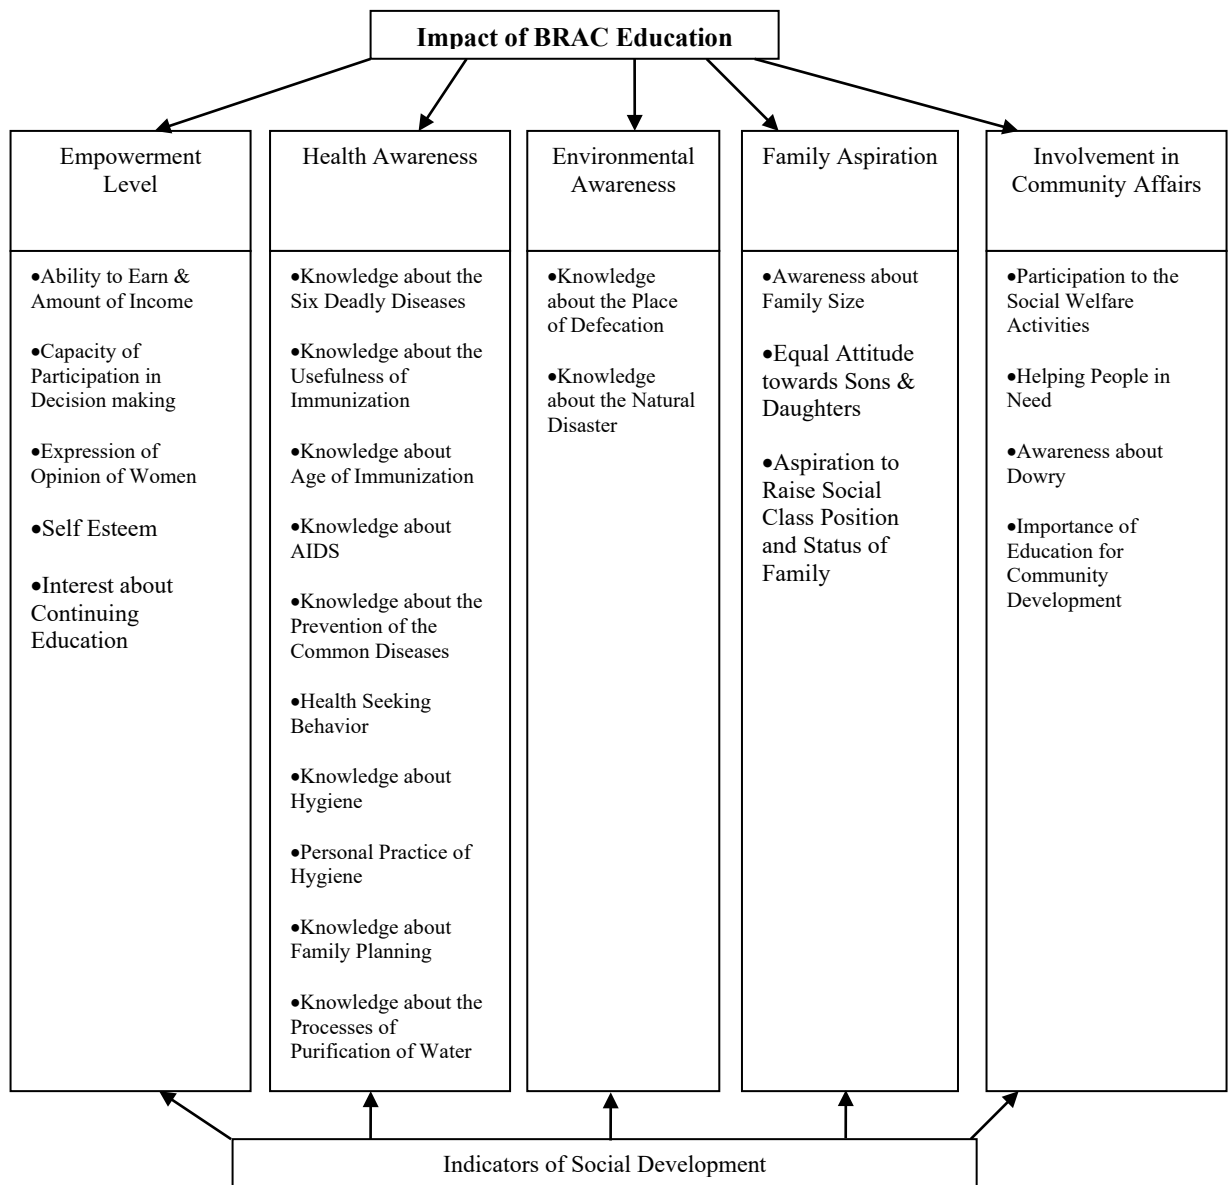 Impact of BRAC Education
Empowerment
Level
•Ability to Earn &
Amount of Income
•Capacity of
Participation in
Decision making
•Expression of
Opinion of Women
•Self Esteem
•Interest about
Continuing
Education
Health Awareness
•Knowledge about the
Six Deadly Diseases
•Knowledge about the
Usefulness of
Immunization
•Knowledge about
Age of Immunization
•Knowledge about
AIDS
•Knowledge about the
Prevention of the
Common Diseases
•Health Seeking
Behavior
•Knowledge about
Hygiene
•Personal Practice of
Hygiene
•Knowledge about
Family Planning
•Knowledge about the
Processes of
Purification of Water
Environmental
Awareness
•Knowledge
about the Place
of Defecation
•Knowledge
about the Natural
Disaster
Family Aspiration
•Awareness about
Family Size
•Equal Attitude
towards Sons &
Daughters
•Aspiration to
Raise Social
Class Position
and Status of
Family
Involvement in
Community Affairs
•Participation to the
Social Welfare
Activities
•Helping People in
Need
•Awareness about
Dowry
•Importance of
Education for
Community
Development
Indicators of Social Development